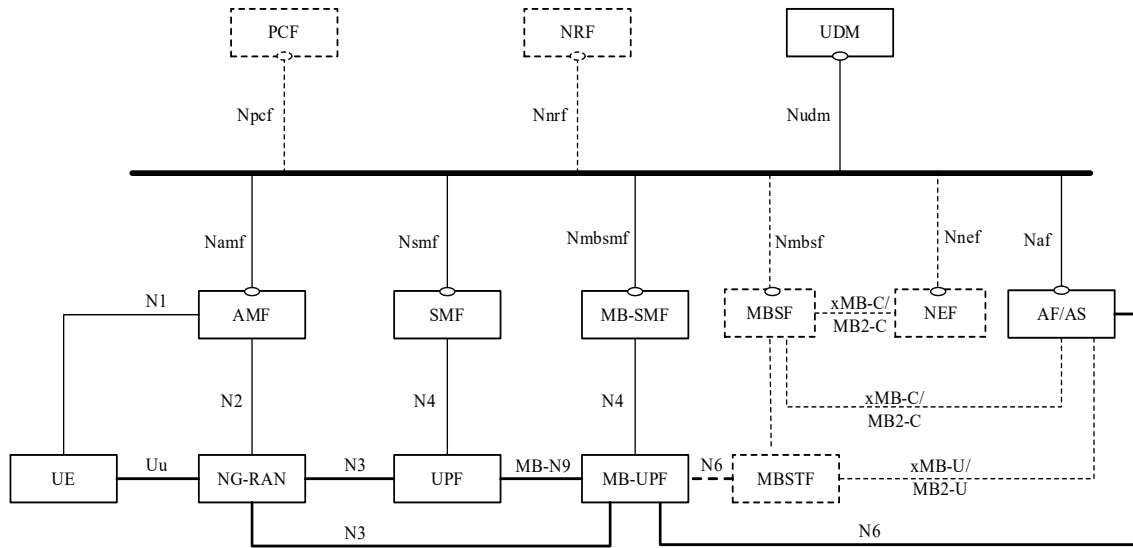 PCF
NRF
UDM
Npcf
Nnrf
Nudm
Namf
Nsmf
Nmbsmf
Nmbsf
Nnef
Naf
N1
AMF
SMF
MB-SMF
MBSF
xMB-C/
MB2-C
NEF
AF/AS
N2
N4
N4
xMB-C/
MB2-C
UE
Uu
NG-RAN
N3
UPF
MB-N9
MB-UPF
N6
MBSTF
xMB-U/
MB2-U
N3
N6